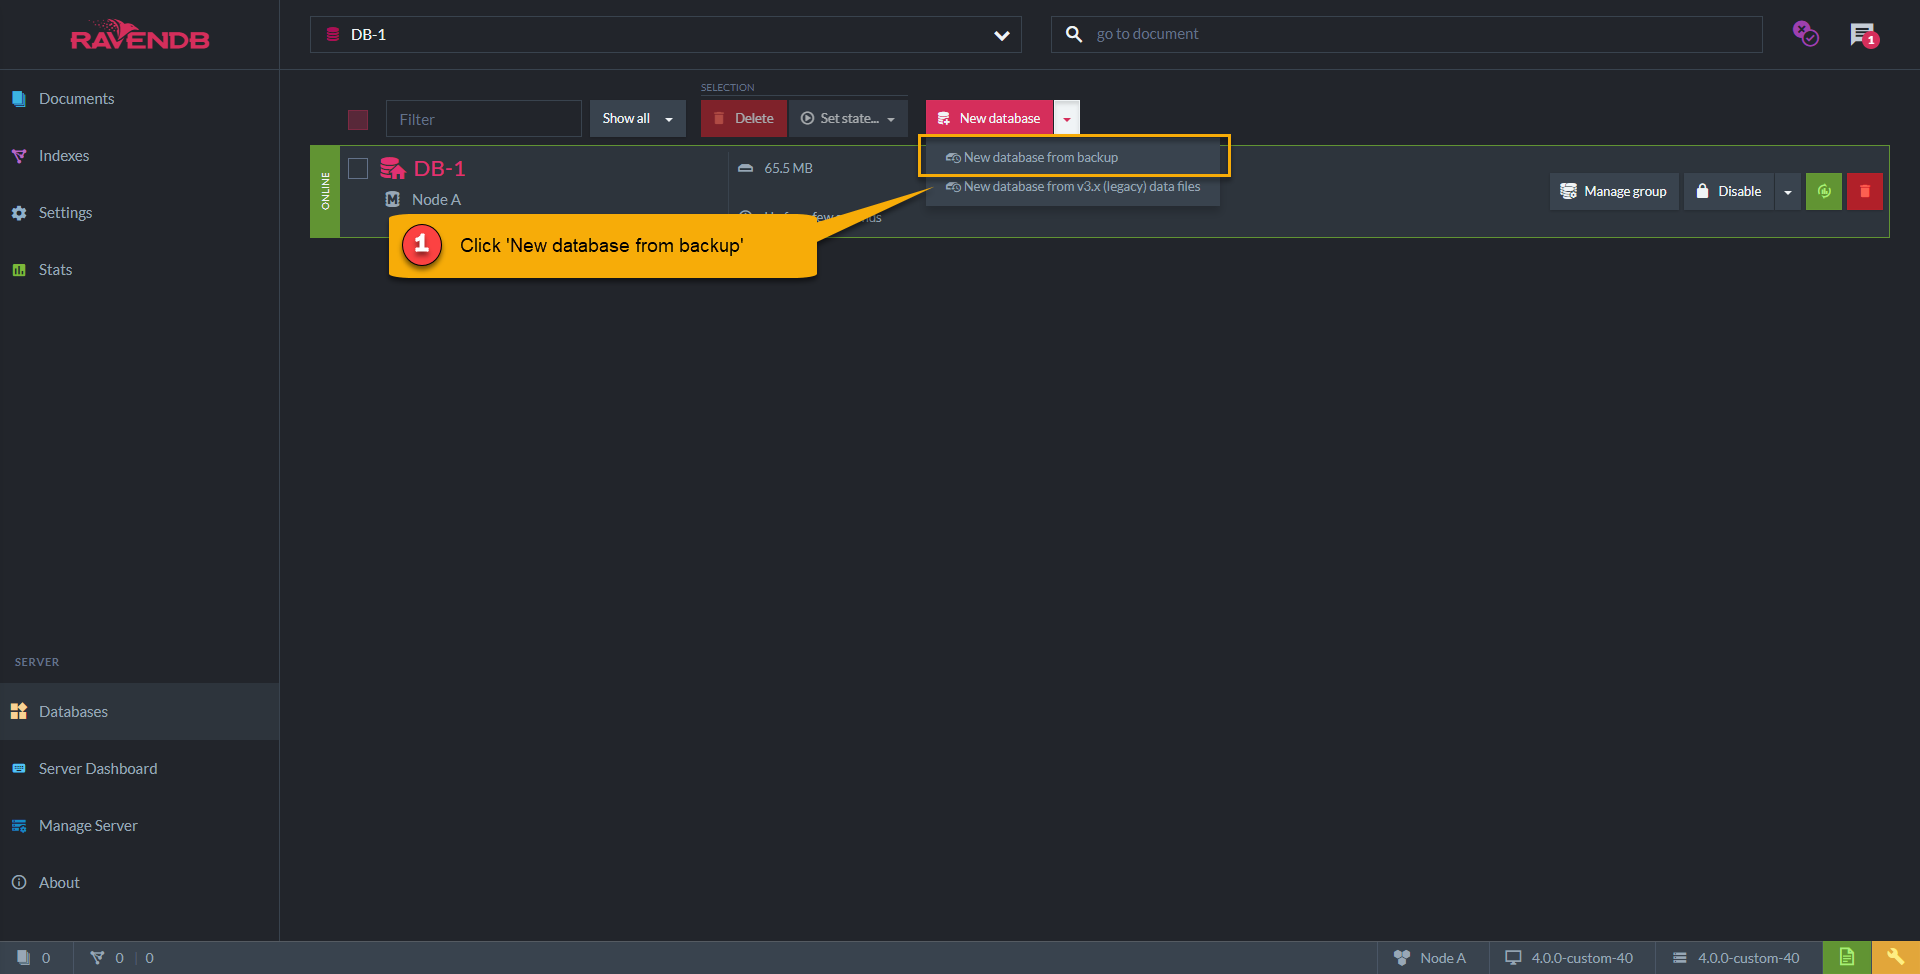 RAVENDB
DB-1
go to document
1
Documents
Indexes
Settings
Stats
SELECTION
Filter
Show all
Delete
Set state...
New database
New database from backup
New database from v3.x (legacy) data files
ONLINE
DB-1
Node A
65.5 MB
Manage group
Disable
1 Click 'New database from backup'
SERVER
Databases
Server Dashboard
Manage Server
About
0
0 | 0
Node A
4.0.0-custom-40
4.0.0-custom-40